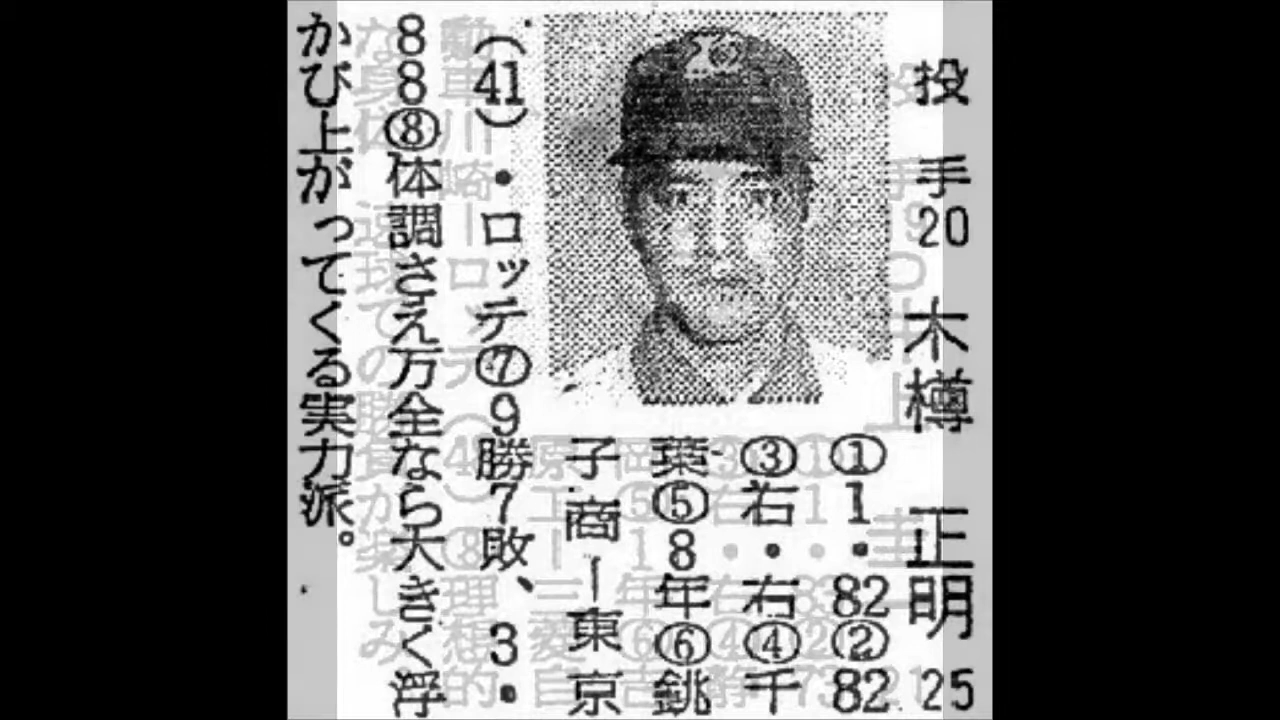 投手20 木樽 正明 25
①1・82②82
③右・右④千
葉⑤8年⑥銚
子商ー東京
(41)・ロッテ⑦9勝7敗、3・
88⑧体調さえ万全なら大きく浮
かび上がってくる実力派。